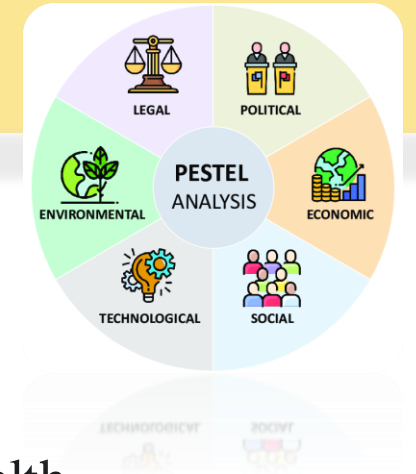 LEGAL
POLITICAL
PESTEL
ANALYSIS
ENVIRONMENTAL
ECONOMIC
TECHNOLOGICAL
SOCIAL